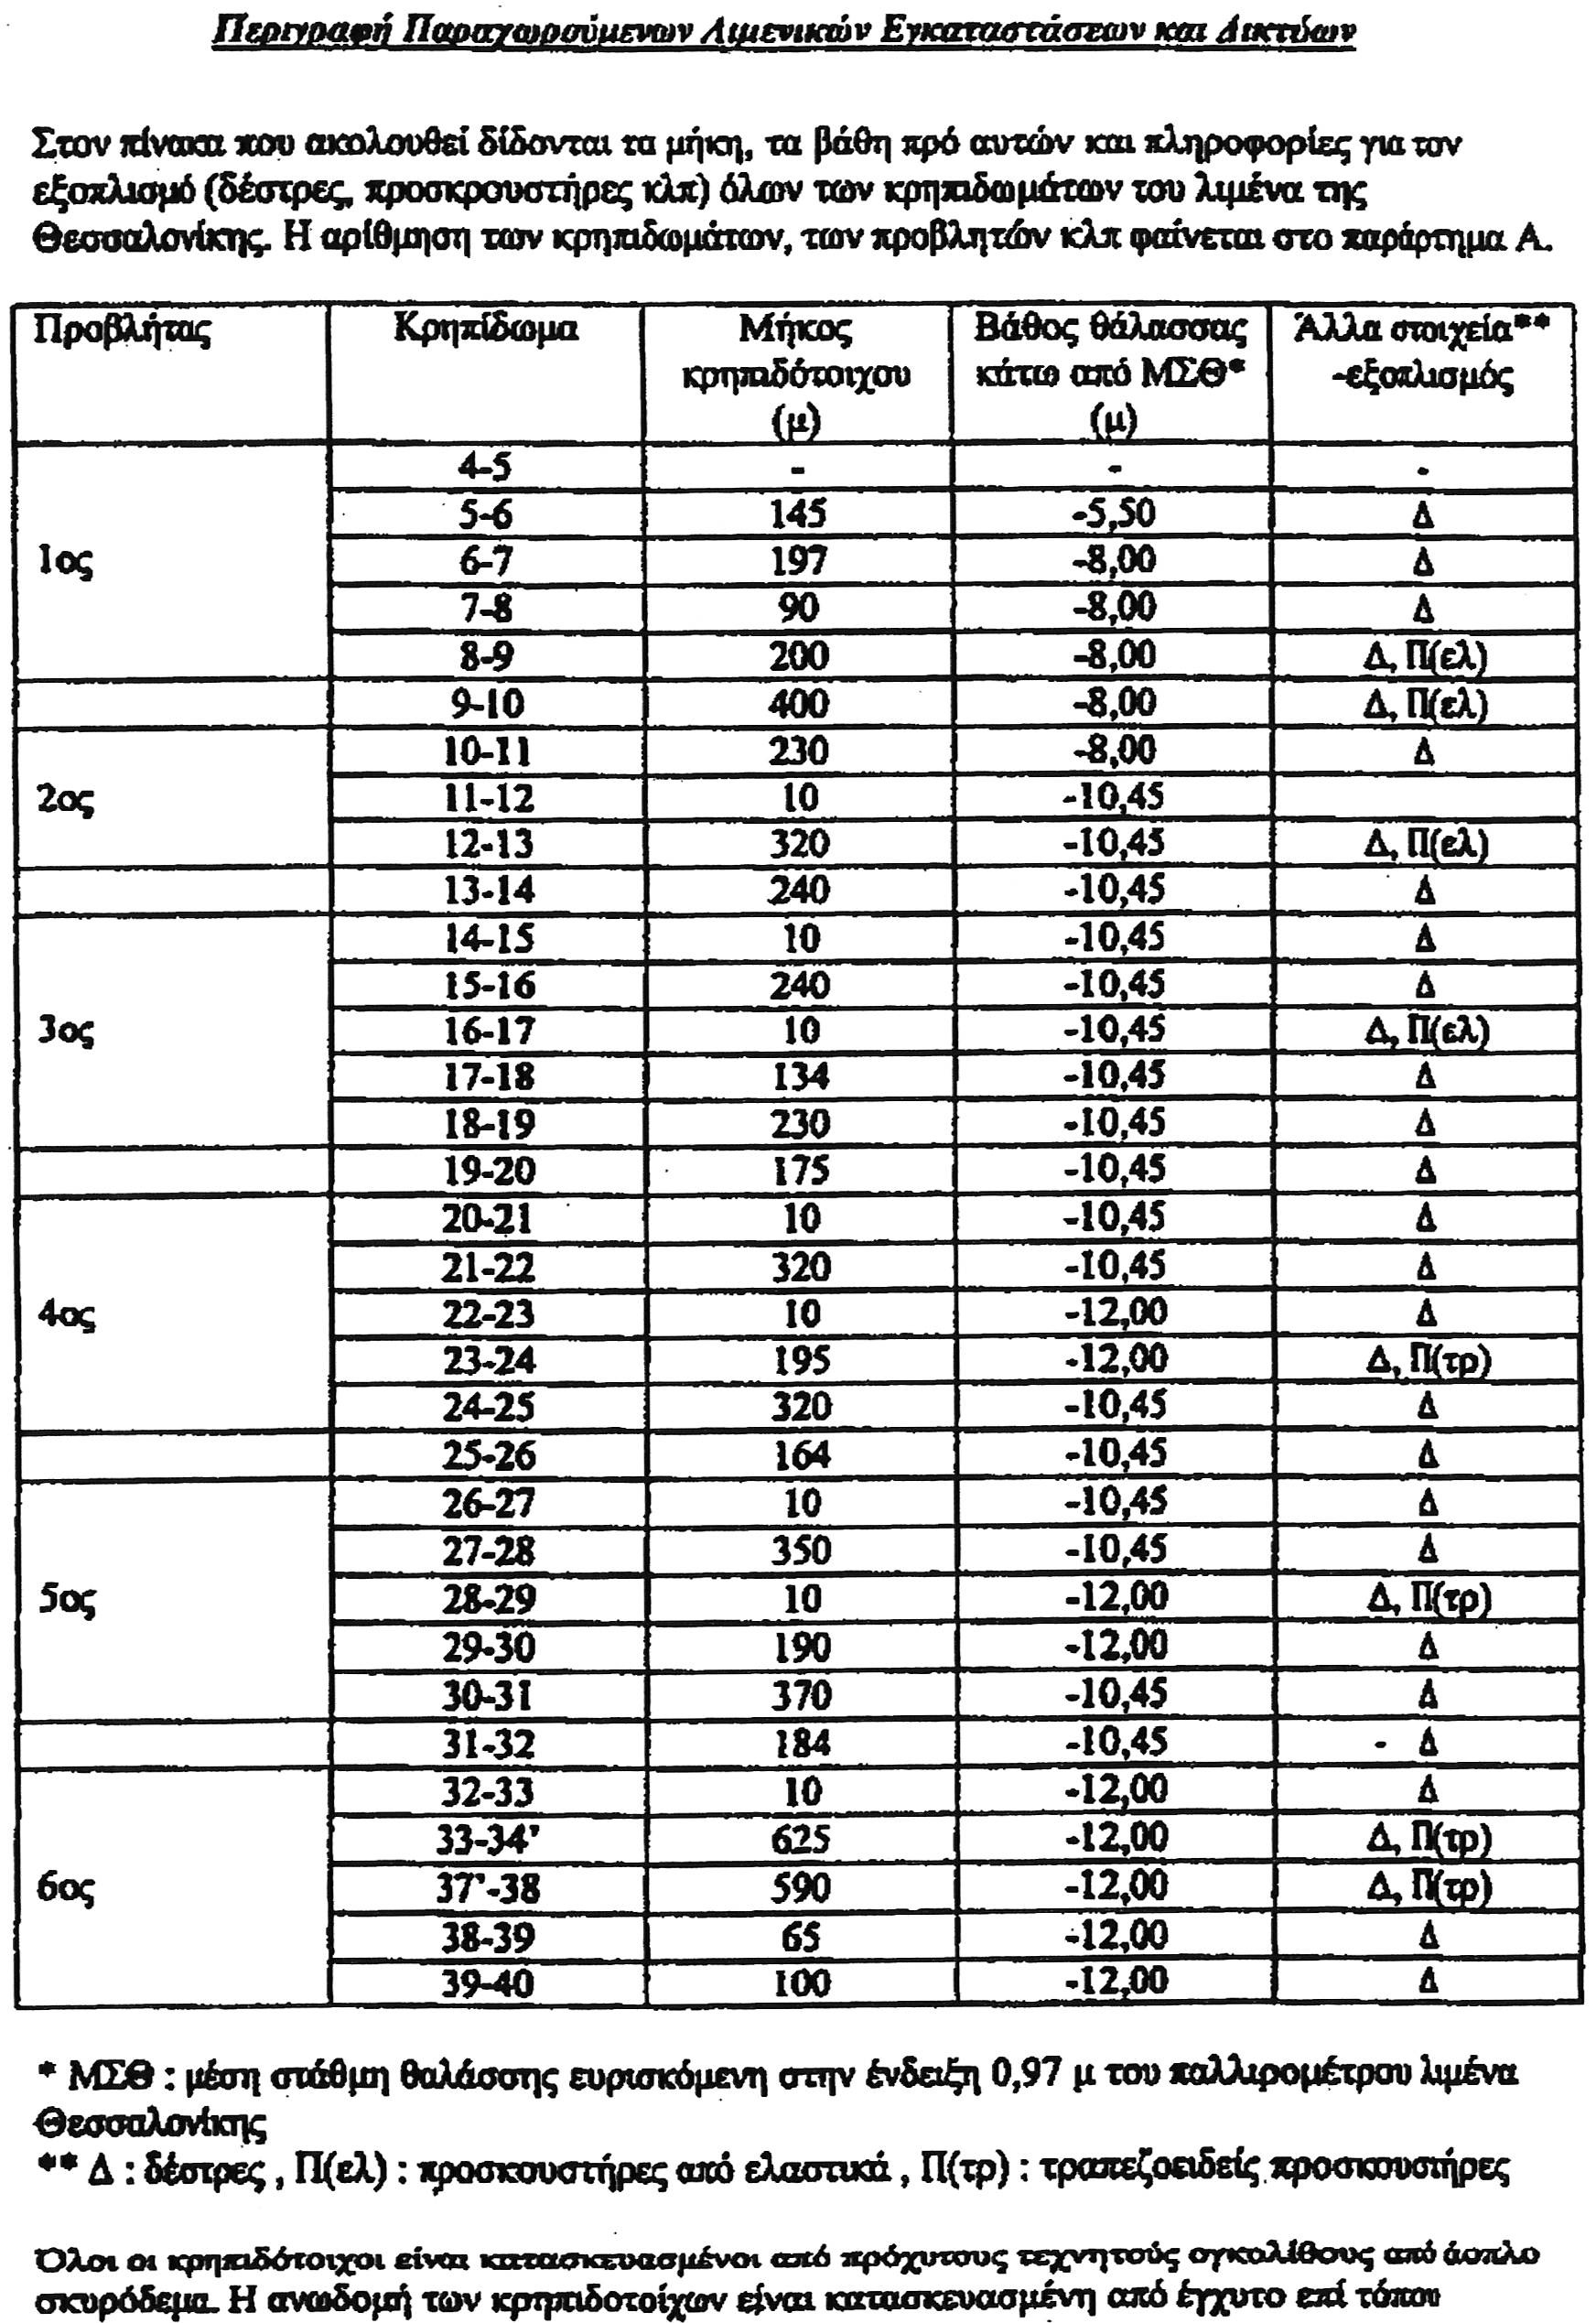 Περιγραφή Παραχωρούμενων Λιμενικών Εγκαταστάσεων και Δικτύων
Στον πίνακα που ακολουθεί δίδονται τα μήκη, τα βάθη πρό αυτών και πληροφορίες για τον
εξοπλισμό (δέστρες, προσκρουστήρες κλπ) όλων των κρηπιδωμάτων του λιμένα της
Θεσσαλονίκης. Η αρίθμηση των κρηπιδωμάτων, των προβλητών κλπ φαίνεται στο παράρτημα Α.
Προβλήτας Κρηπίδωμα Μήκος Βάθος θάλασσας Άλλα στοιχεία**
κρηπιδότοιχου κάτω από ΜΣΘ* -εξοπλισμός
(μ) (μ)
4-5 - - -
5-6 145 -5,50 Δ
1ος 6-7 197 -8,00 Δ
7-8 90 -8,00 Δ
8-9 200 -8,00 Δ, Π(ελ)
9-10 400 -8,00 Δ, Π(ελ)
10-11 230 -8,00 Δ
2ος 11-12 10 -10,45
12-13 320 -10,45 Δ, Π(ελ)
13-14 240 -10,45 Δ
14-15 10 -10,45 Δ
15-16 240 -10,45 Δ
3ος 16-17 10 -10,45 Δ, Π(ελ)
17-18 134 -10,45 Δ
18-19 230 -10,45 Δ
19-20 175 -10,45 Δ
20-21 10 -10,45 Δ
21-22 320 -10,45 Δ
4ος 22-23 10 -12,00 Δ
23-24 195 -12,00 Δ, Π(τρ)
24-25 320 -10,45 Δ
25-26 164 -10,45 Δ
26-27 10 -10,45 Δ
27-28 350 -10,45 Δ
5ος 28-29 10 -12,00 Δ, Π(τρ)
29-30 190 -12,00 Δ
30-31 370 -10,45 Δ
31-32 184 -10,45 - Δ
32-33 10 -12,00 Δ
33-34' 625 -12,00 Δ, Π(τρ)
6ος 37'-38 590 -12,00 Δ, Π(τρ)
38-39 65 -12,00 Δ
39-40 100 -12,00 Δ
* ΜΣΘ : μέση στάθμη θαλάσσης ευρισκόμενη στην ένδειξη 0,97 μ του παλλιρομέτρου λιμένα
Θεσσαλονίκης
** Δ : δέστρες , Π(ελ) : προσκουστήρες από ελαστικά , Π(τρ) : τραπεζοειδείς προσκουστήρες
Όλοι οι κρηπιδότοιχοι είναι κατασκευασμένοι από πρόχυτους τεχνητούς ογκολίθους από άοπλο
σκυρόδεμα. Η ανωδομή των κρηπιδοτοίχων είναι κατασκευασμένη από έγχυτο επί τόπου